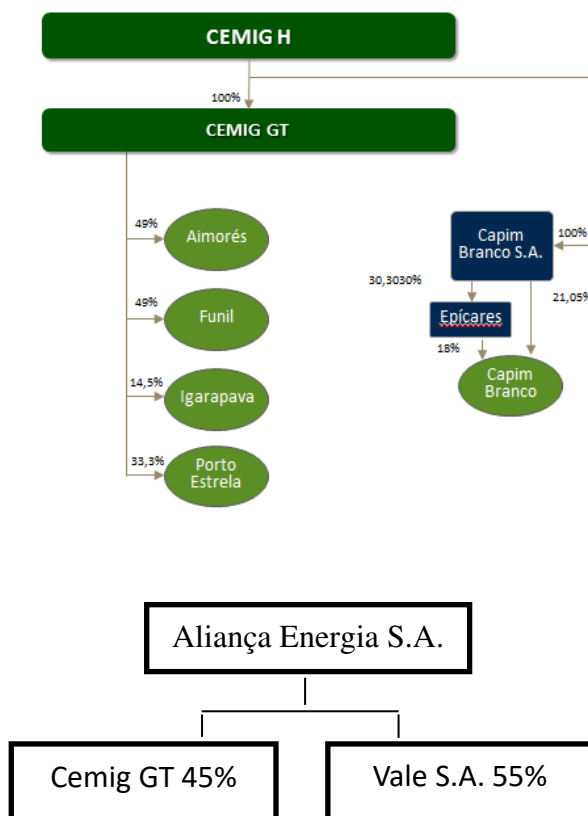 CEMIG H
100%
CEMIG GT
49%
Aimorés
49%
Funil
14,5%
Igarapava
33,3%
Porto
Estrela
Capim
Branco S.A.
100%
30,3030%
21,05%
Epícares
18%
Capim
Branco
Aliança Energia S.A.
Cemig GT 45%
Vale S.A. 55%